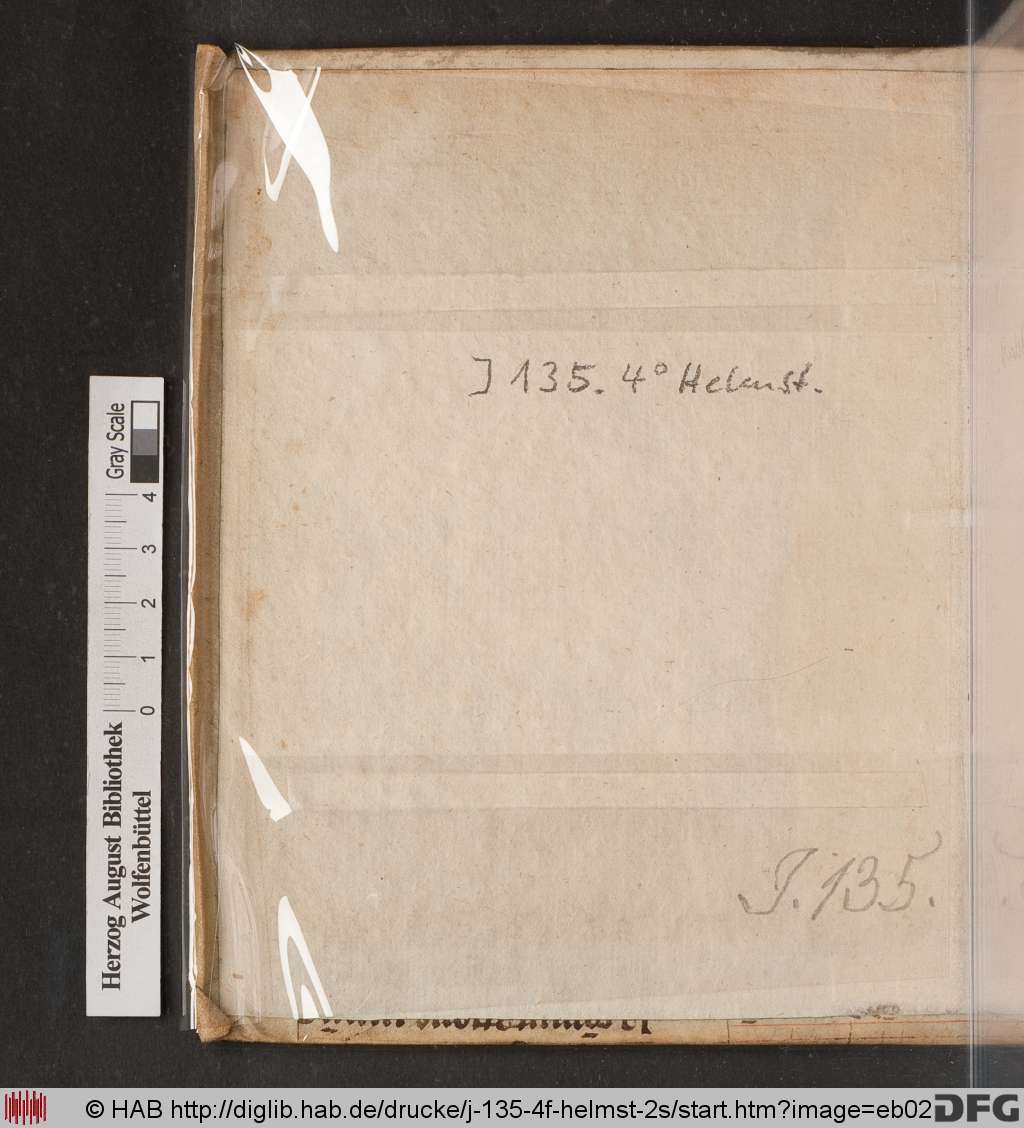 J 135. 4° Helmst.
J. 135.
Gray Scale
4
3
2
1
0
Herzog August Bibliothek
Wolfenbüttel
© HAB http://diglib.hab.de/drucke/j-135-4f-helmst-2s/start.htm?image=eb02
DFG